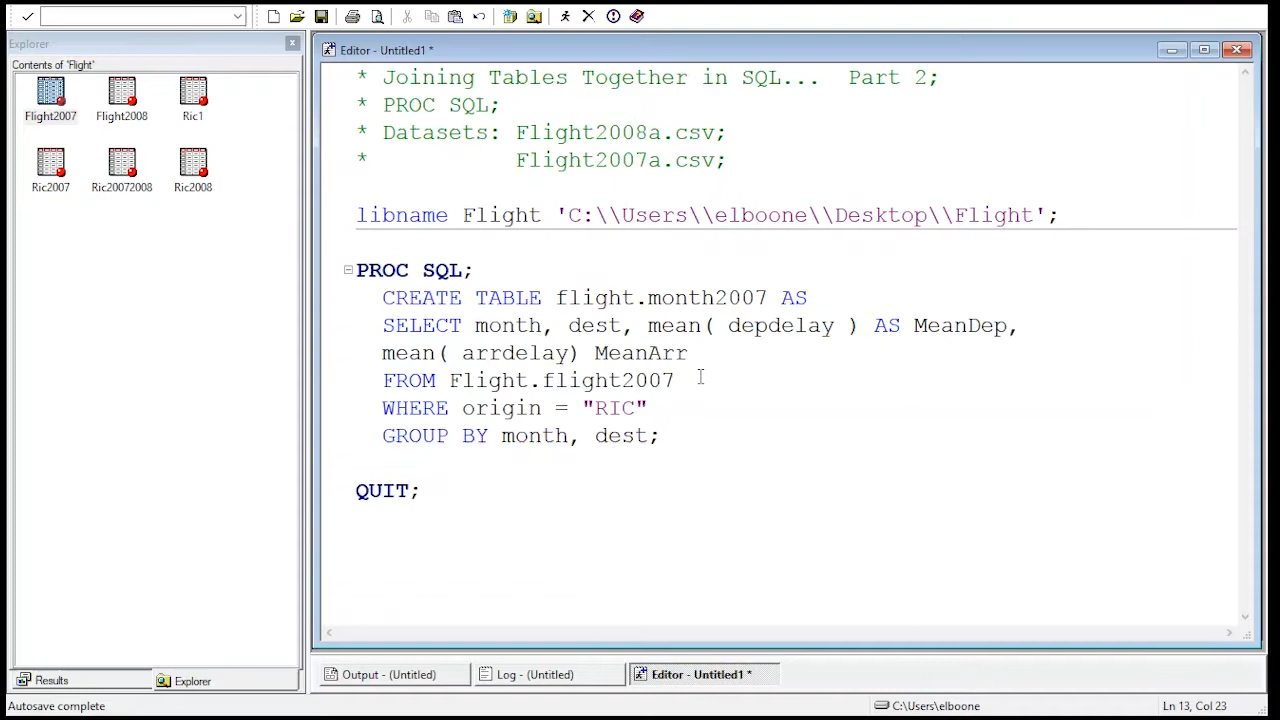 Explorer
Contents of 'Flight'
Flight2007
Flight2008
Ric1
Ric2007
Ric20072008
Ric2008
Results
Explorer
Editor - Untitled1 *
* Joining Tables Together in SQL... Part 2;
* PROC SQL;
* Datasets: Flight2008a.csv;
* Flight2007a.csv;
libname Flight 'C:\\Users\\elboone\\Desktop\\Flight';
PROC SQL;
CREATE TABLE flight.month2007 AS
SELECT month, dest, mean( depdelay ) AS MeanDep,
mean( arrdelay) MeanArr
FROM Flight.flight2007
WHERE origin = "RIC"
GROUP BY month, dest;
QUIT;
Output - (Untitled)
Log - (Untitled)
Editor - Untitled1 *
Autosave complete
C:\Users\elboone
Ln 13, Col 23